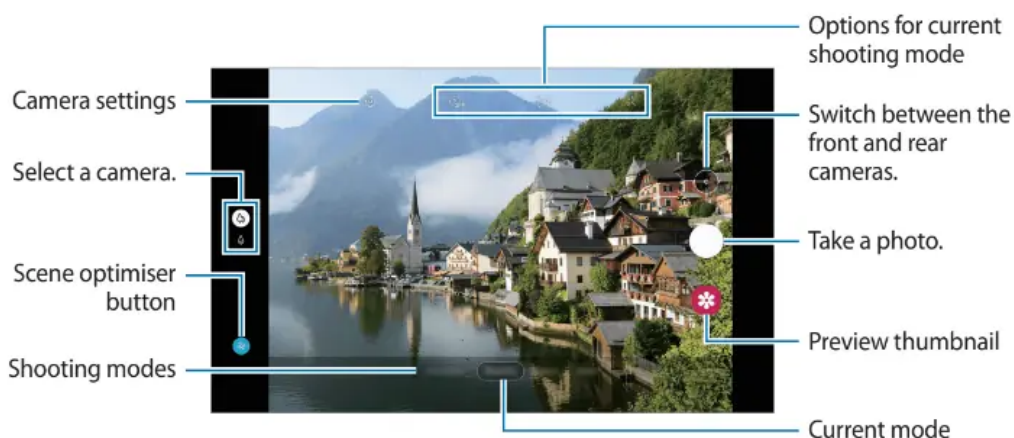 Options for current
shooting mode
Camera settings
Switch between the
front and rear
cameras.
Select a camera.
Take a photo.
Scene optimiser
button
Preview thumbnail
Shooting modes
Current mode